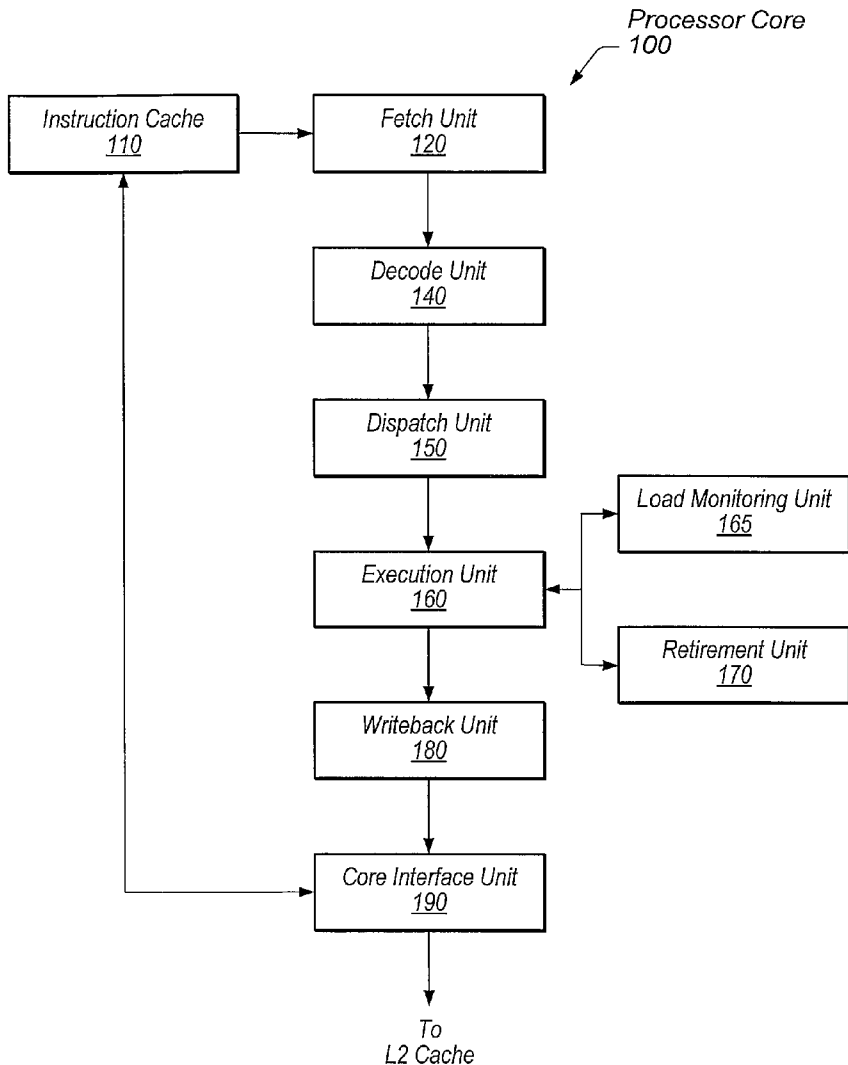 Processor Core
100
Instruction Cache
110
Fetch Unit
120
Decode Unit
140
Dispatch Unit
150
Load Monitoring Unit
165
Execution Unit
160
Retirement Unit
170
Writeback Unit
180
Core Interface Unit
190
To
L2 Cache